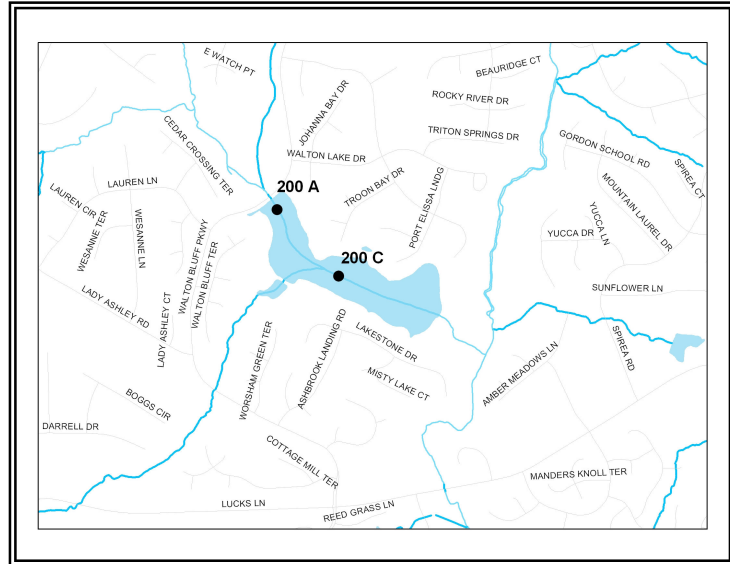 E WATCH PT
BEAURIDGE CT
JOHANNA BAY DR
ROCKY RIVER DR
CEDAR CROSSING TER
TRITON SPRINGS DR
GORDON SCHOOL RD
WALTON LAKE DR
SPIREA CT
LAUREN LN
TROON BAY DR
200 A
MOUNTAIN LAUREL DR
LAUREN CIR
PORT ELISSA LNDG
YUCCA LN
WESANNE TER
WESANNE LN
WALTON BLUFF PKWY
WALTON BLUFF TER
YUCCA DR
200 C
SUNFLOWER LN
LADY ASHLEY RD
LADY ASHLEY CT
WORSHAM GREEN TER
ASHBROOK LANDING RD
LAKESTONE DR
AMBER MEADOWS LN
SPIREA RD
MISTY LAKE CT
BOGGS CIR
DARRELL DR
COTTAGE MILL TER
MANDERS KNOLL TER
LUCKS LN
REED GRASS LN